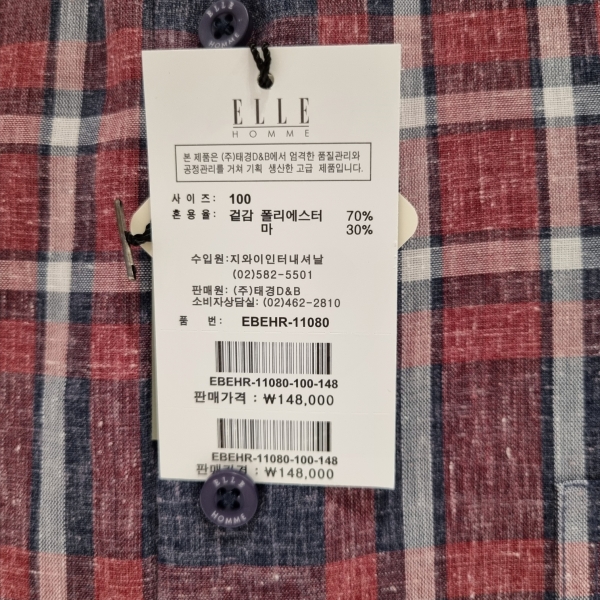 ELLE
ELLE
HOMME
본 제품은 (주)태경D&B에서 엄격한 품질관리와
공정관리를 거쳐 기획 생산한 고급 제품입니다.
사 이 즈 : 100
혼 용 율 : 겉감 폴리에스터 70%
마 30%
수입원:지와이인터내셔날
(02)582-5501
판매원: (주)태경D&B
소비자상담실: (02)462-2810
품 번: EBEHR-11080
EBEHR-11080-100-148
판매가격 : ₩148,000
EBEHR-11080-100-148
판매가격 : ₩148,000
ELLE
HOMME